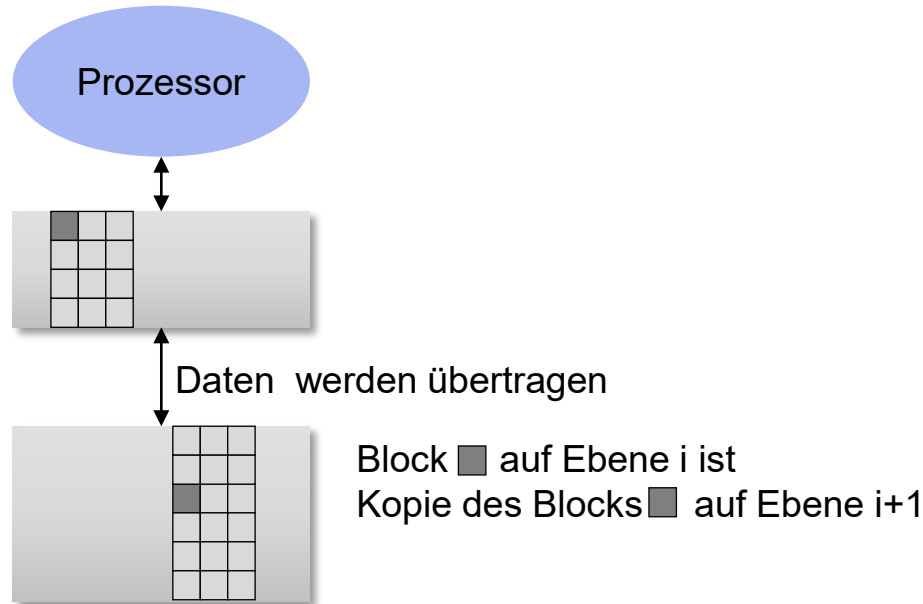 Prozessor
Daten werden übertragen
Block auf Ebene i ist
Kopie des Blocks auf Ebene i+1